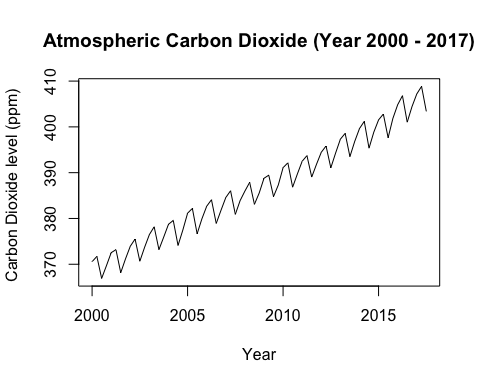 Atmospheric Carbon Dioxide (Year 2000 - 2017)
Carbon Dioxide level (ppm)
410
400
390
380
370
2000 2005 2010 2015
Year